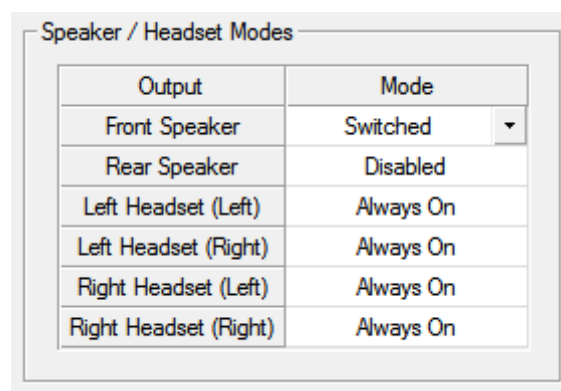 Speaker / Headset Modes
Output Mode
Front Speaker Switched
Rear Speaker Disabled
Left Headset (Left) Always On
Left Headset (Right) Always On
Right Headset (Left) Always On
Right Headset (Right) Always On